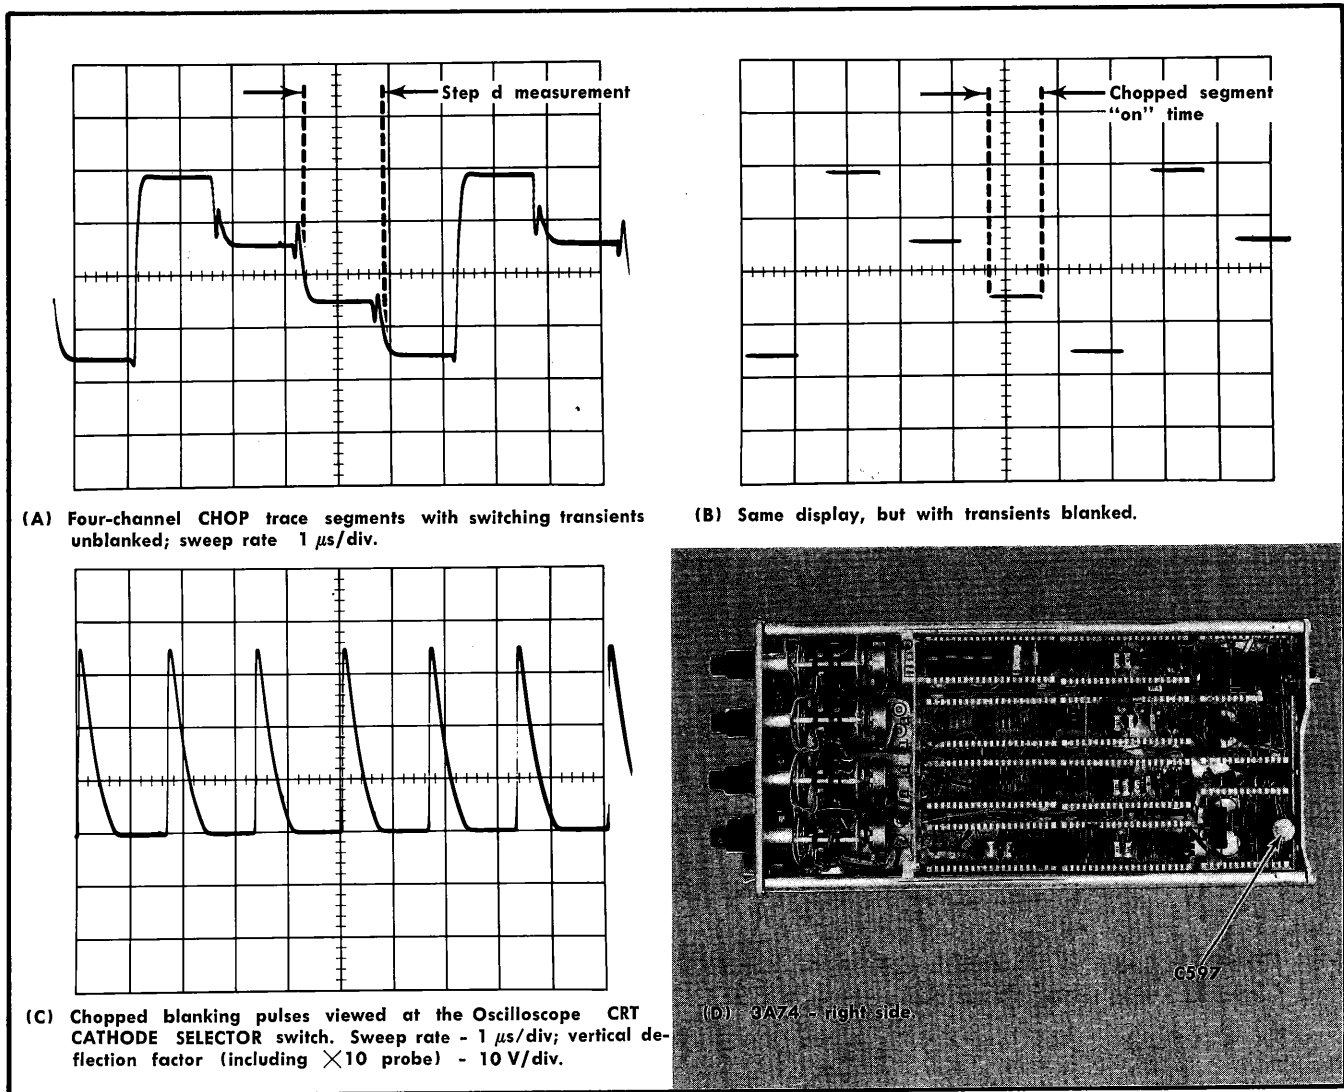 Step d measurement
Chopped segment
"on" time
(A) Four-channel CHOP trace segments with switching transients
unblanked; sweep rate 1 μs/div.
(B) Same display, but with transients blanked.
(C) Chopped blanking pulses viewed at the Oscilloscope CRT
CATHODE SELECTOR switch. Sweep rate - 1 μs/div; vertical de-
flection factor (including ×10 probe) - 10 V/div.
C597
(D) 3A74 - right side.